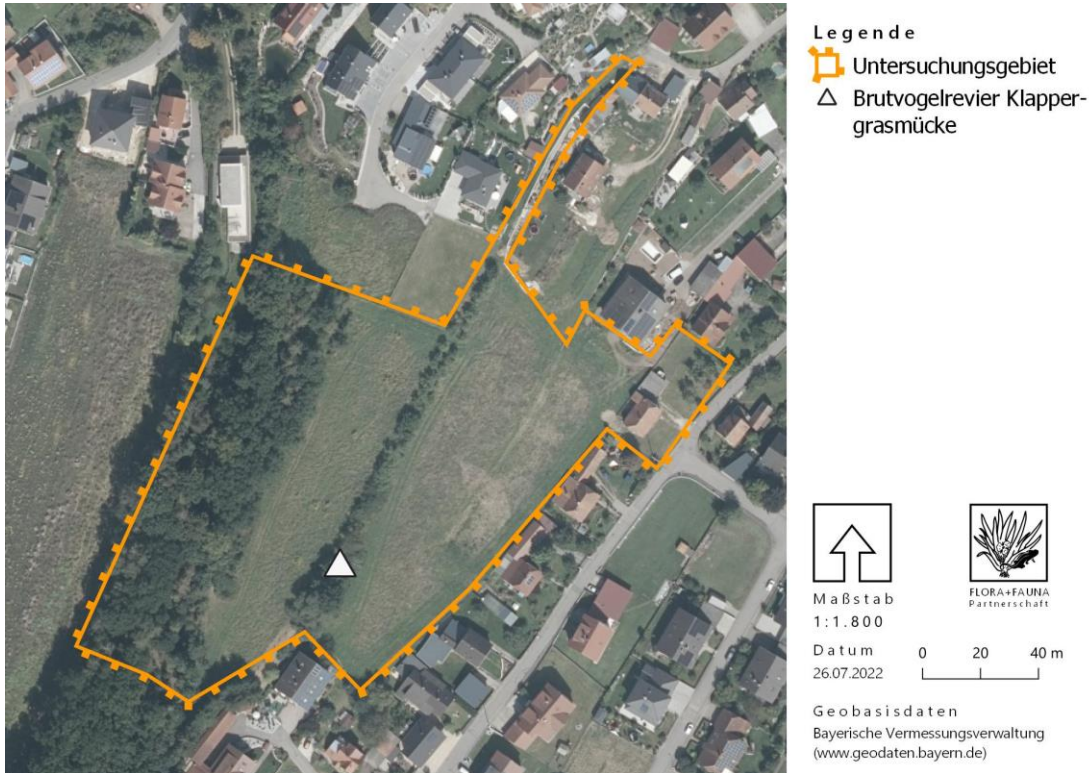 Legende
Untersuchungsgebiet
Brutvogelrevier Klapper-
grasmücke
Maßstab
1:1.800
FLORA+FAUNA
Partnerschaft
Datum
26.07.2022
0 20 40 m
Geobasisdaten
Bayerische Vermessungsverwaltung
(www.geodaten.bayern.de)